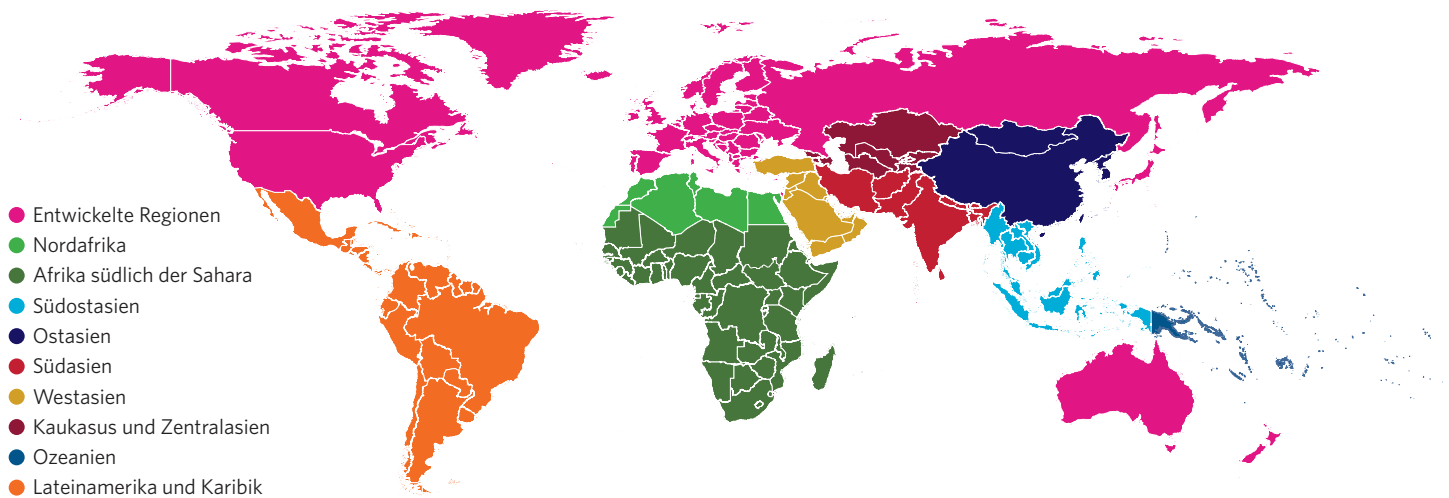 Entwickelte Regionen
Nordafrika
Afrika südlich der Sahara
Südostasien
Ostasien
Südasien
Westasien
Kaukasus und Zentralasien
Ozeanien
Lateinamerika und Karibik